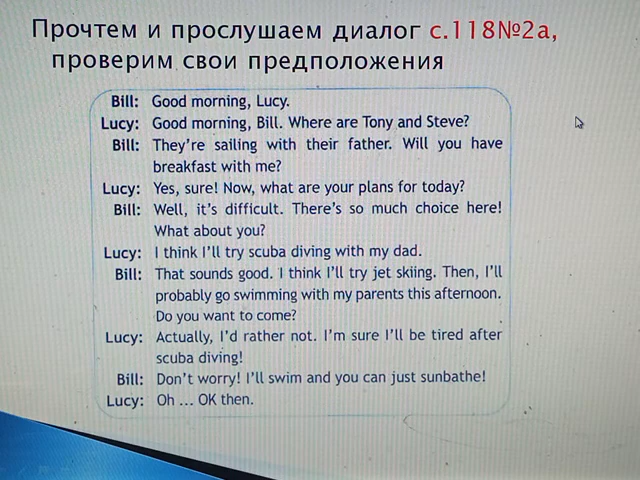 Прочтем и прослушаем диалог с.118№2а,
проверим свои предположения
Bill: Good morning, Lucy.
Lucy: Good morning, Bill. Where are Tony and Steve?
Bill: They're sailing with their father. Will you have
breakfast with me?
Lucy: Yes, sure! Now, what are your plans for today?
Bill: Well, it's difficult. There's so much choice here!
What about you?
Lucy: I think I'll try scuba diving with my dad.
Bill: That sounds good. I think I'll try jet skiing. Then, I'll
probably go swimming with my parents this afternoon.
Do you want to come?
Lucy: Actually, I'd rather not. I'm sure I'll be tired after
scuba diving!
Bill: Don't worry! I'll swim and you can just sunbathe!
Lucy: Oh ... OK then.